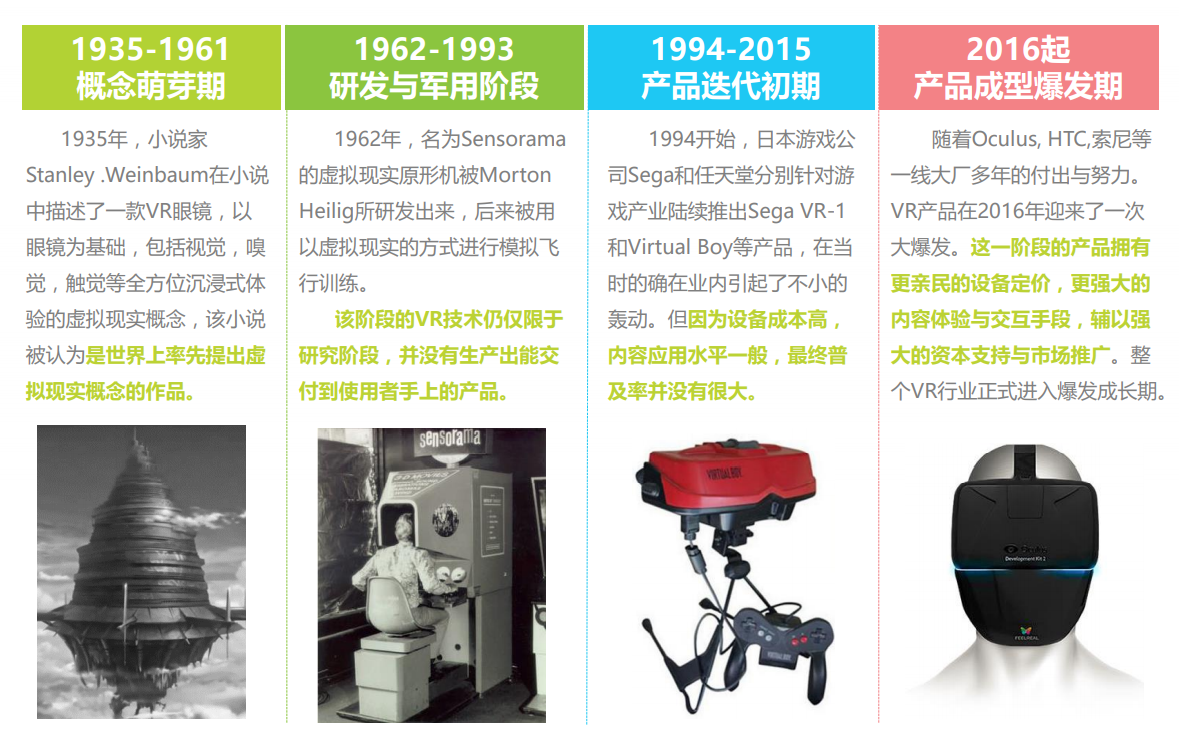 1935-1961
概念萌芽期
1935年，小说家
Stanley .Weinbaum在小说
中描述了一款VR眼镜，以
眼镜为基础，包括视觉，嗅
觉，触觉等全方位沉浸式体
验的虚拟现实概念，该小说
被认为是世界上率先提出虚
拟现实概念的作品。
1962-1993
研发与军用阶段
1962年，名为Sensorama
的虚拟现实原形机被Morton
Heilig所研发出来，后来被用
以虚拟现实的方式进行模拟飞
行训练。
该阶段的VR技术仍仅限于
研究阶段，并没有生产出能交
付到使用者手上的产品。
sensorama
1994-2015
产品迭代初期
1994开始，日本游戏公
司Sega和任天堂分别针对游
戏产业陆续推出Sega VR-1
和Virtual Boy等产品，在当
时的确在业内引起了不小的
轰动。但因为设备成本高，
内容应用水平一般，最终普
及率并没有很大。
VIRTUAL BOY
2016起
产品成型爆发期
随着Oculus, HTC,索尼等
一线大厂多年的付出与努力。
VR产品在2016年迎来了一次
大爆发。这一阶段的产品拥有
更亲民的设备定价，更强大的
内容体验与交互手段，辅以强
大的资本支持与市场推广。整
个VR行业正式进入爆发成长期。
Oculus
Development Kit 2
FEELREAL